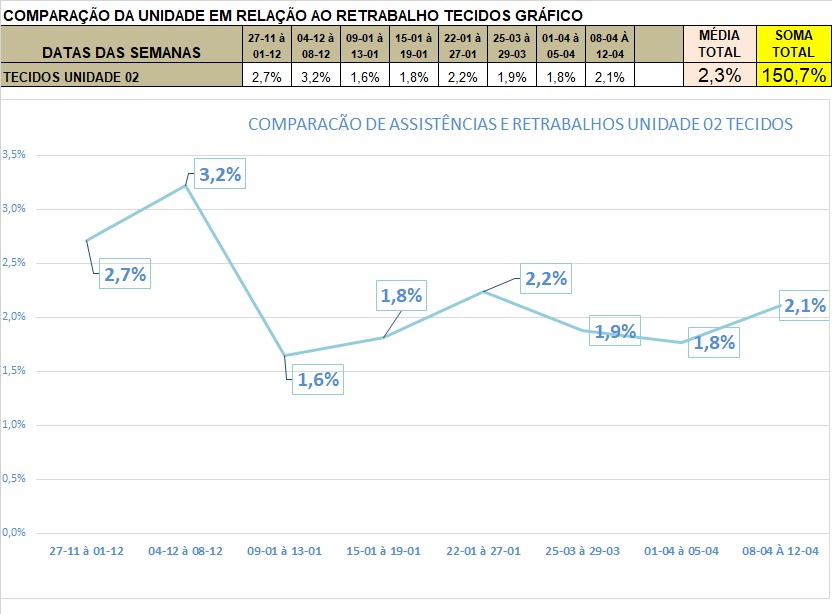 COMPARAÇÃO DA UNIDADE EM RELAÇÃO AO RETRABALHO TECIDOS GRÁFICO
DATAS DAS SEMANAS
27-11 à 01-12
04-12 à 08-12
09-01 à 13-01
15-01 à 19-01
22-01 à 27-01
25-03 à 29-03
01-04 à 05-04
08-04 À 12-04
MÉDIA TOTAL
SOMA TOTAL
TECIDOS UNIDADE 02 2,7% 3,2% 1,6% 1,8% 2,2% 1,9% 1,8% 2,1% 2,3% 150,7%
COMPARACÃO DE ASSISTÊNCIAS E RETRABALHOS UNIDADE 02 TECIDOS
3,5%
3,0%
2,5%
2,0%
1,5%
1,0%
0,5%
0,0%
2,7%
3,2%
1,6%
1,8%
2,2%
1,9%
1,8%
2,1%
27-11 à 01-12 04-12 à 08-12 09-01 à 13-01 15-01 à 19-01 22-01 à 27-01 25-03 à 29-03 01-04 à 05-04 08-04 À 12-04